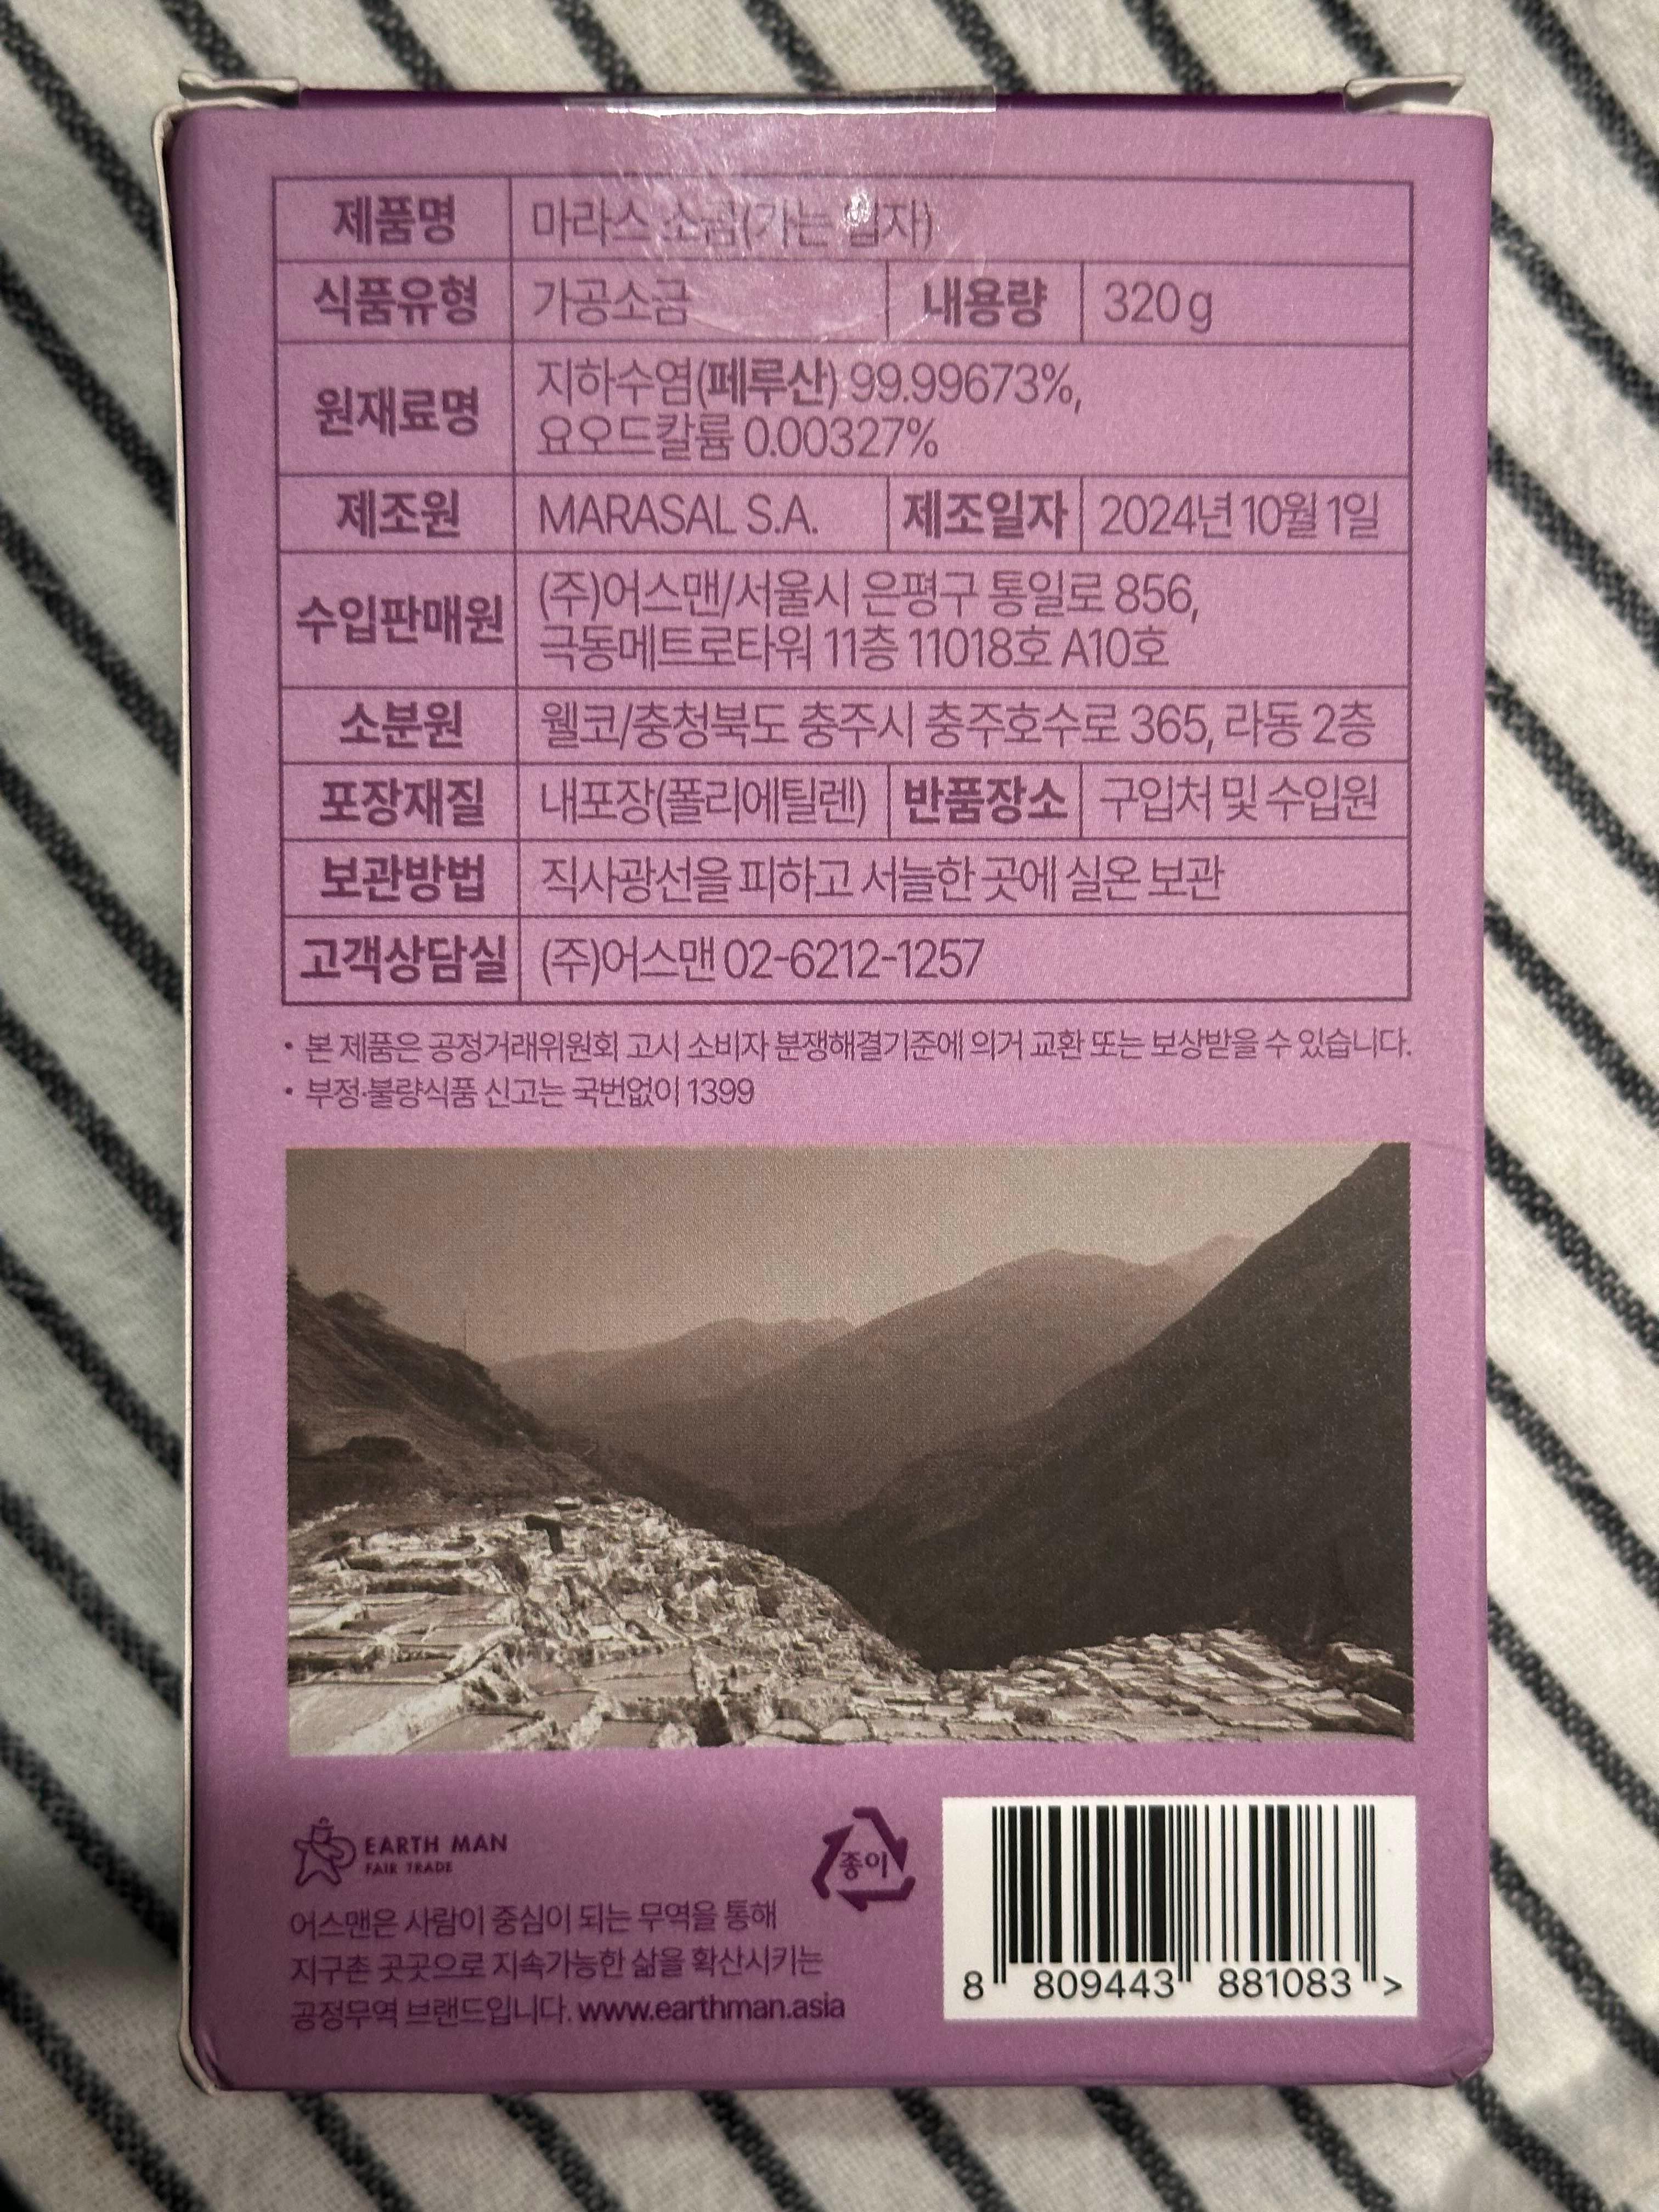 제품명 마라스 소금(가는 입자)
식품유형 가공소금 내용량 320g
원재료명 지하수염(페루산) 99.99673%,
요오드칼륨 0.00327%
제조원 MARASAL S.A. 제조일자 2024년 10월 1일
수입판매원 (주)어스맨/서울시 은평구 통일로 856,
극동메트로타워 11층 11018호 A10호
소분원 웰코/충청북도 충주시 충주호수로 365, 라동 2층
포장재질 내포장(폴리에틸렌) 반품장소 구입처 및 수입원
보관방법 직사광선을 피하고 서늘한 곳에 실온 보관
고객상담실 (주)어스맨 02-6212-1257
• 본 제품은 공정거래위원회 고시 소비자 분쟁해결기준에 의거 교환 또는 보상받을 수 있습니다.
• 부정·불량식품 신고는 국번없이 1399
EARTH MAN
FAIR TRADE
종이
어스맨은 사람이 중심이 되는 무역을 통해
지구촌 곳곳으로 지속가능한 삶을 확산시키는
공정무역 브랜드입니다. www.earthman.asia
8 809443 881083 >